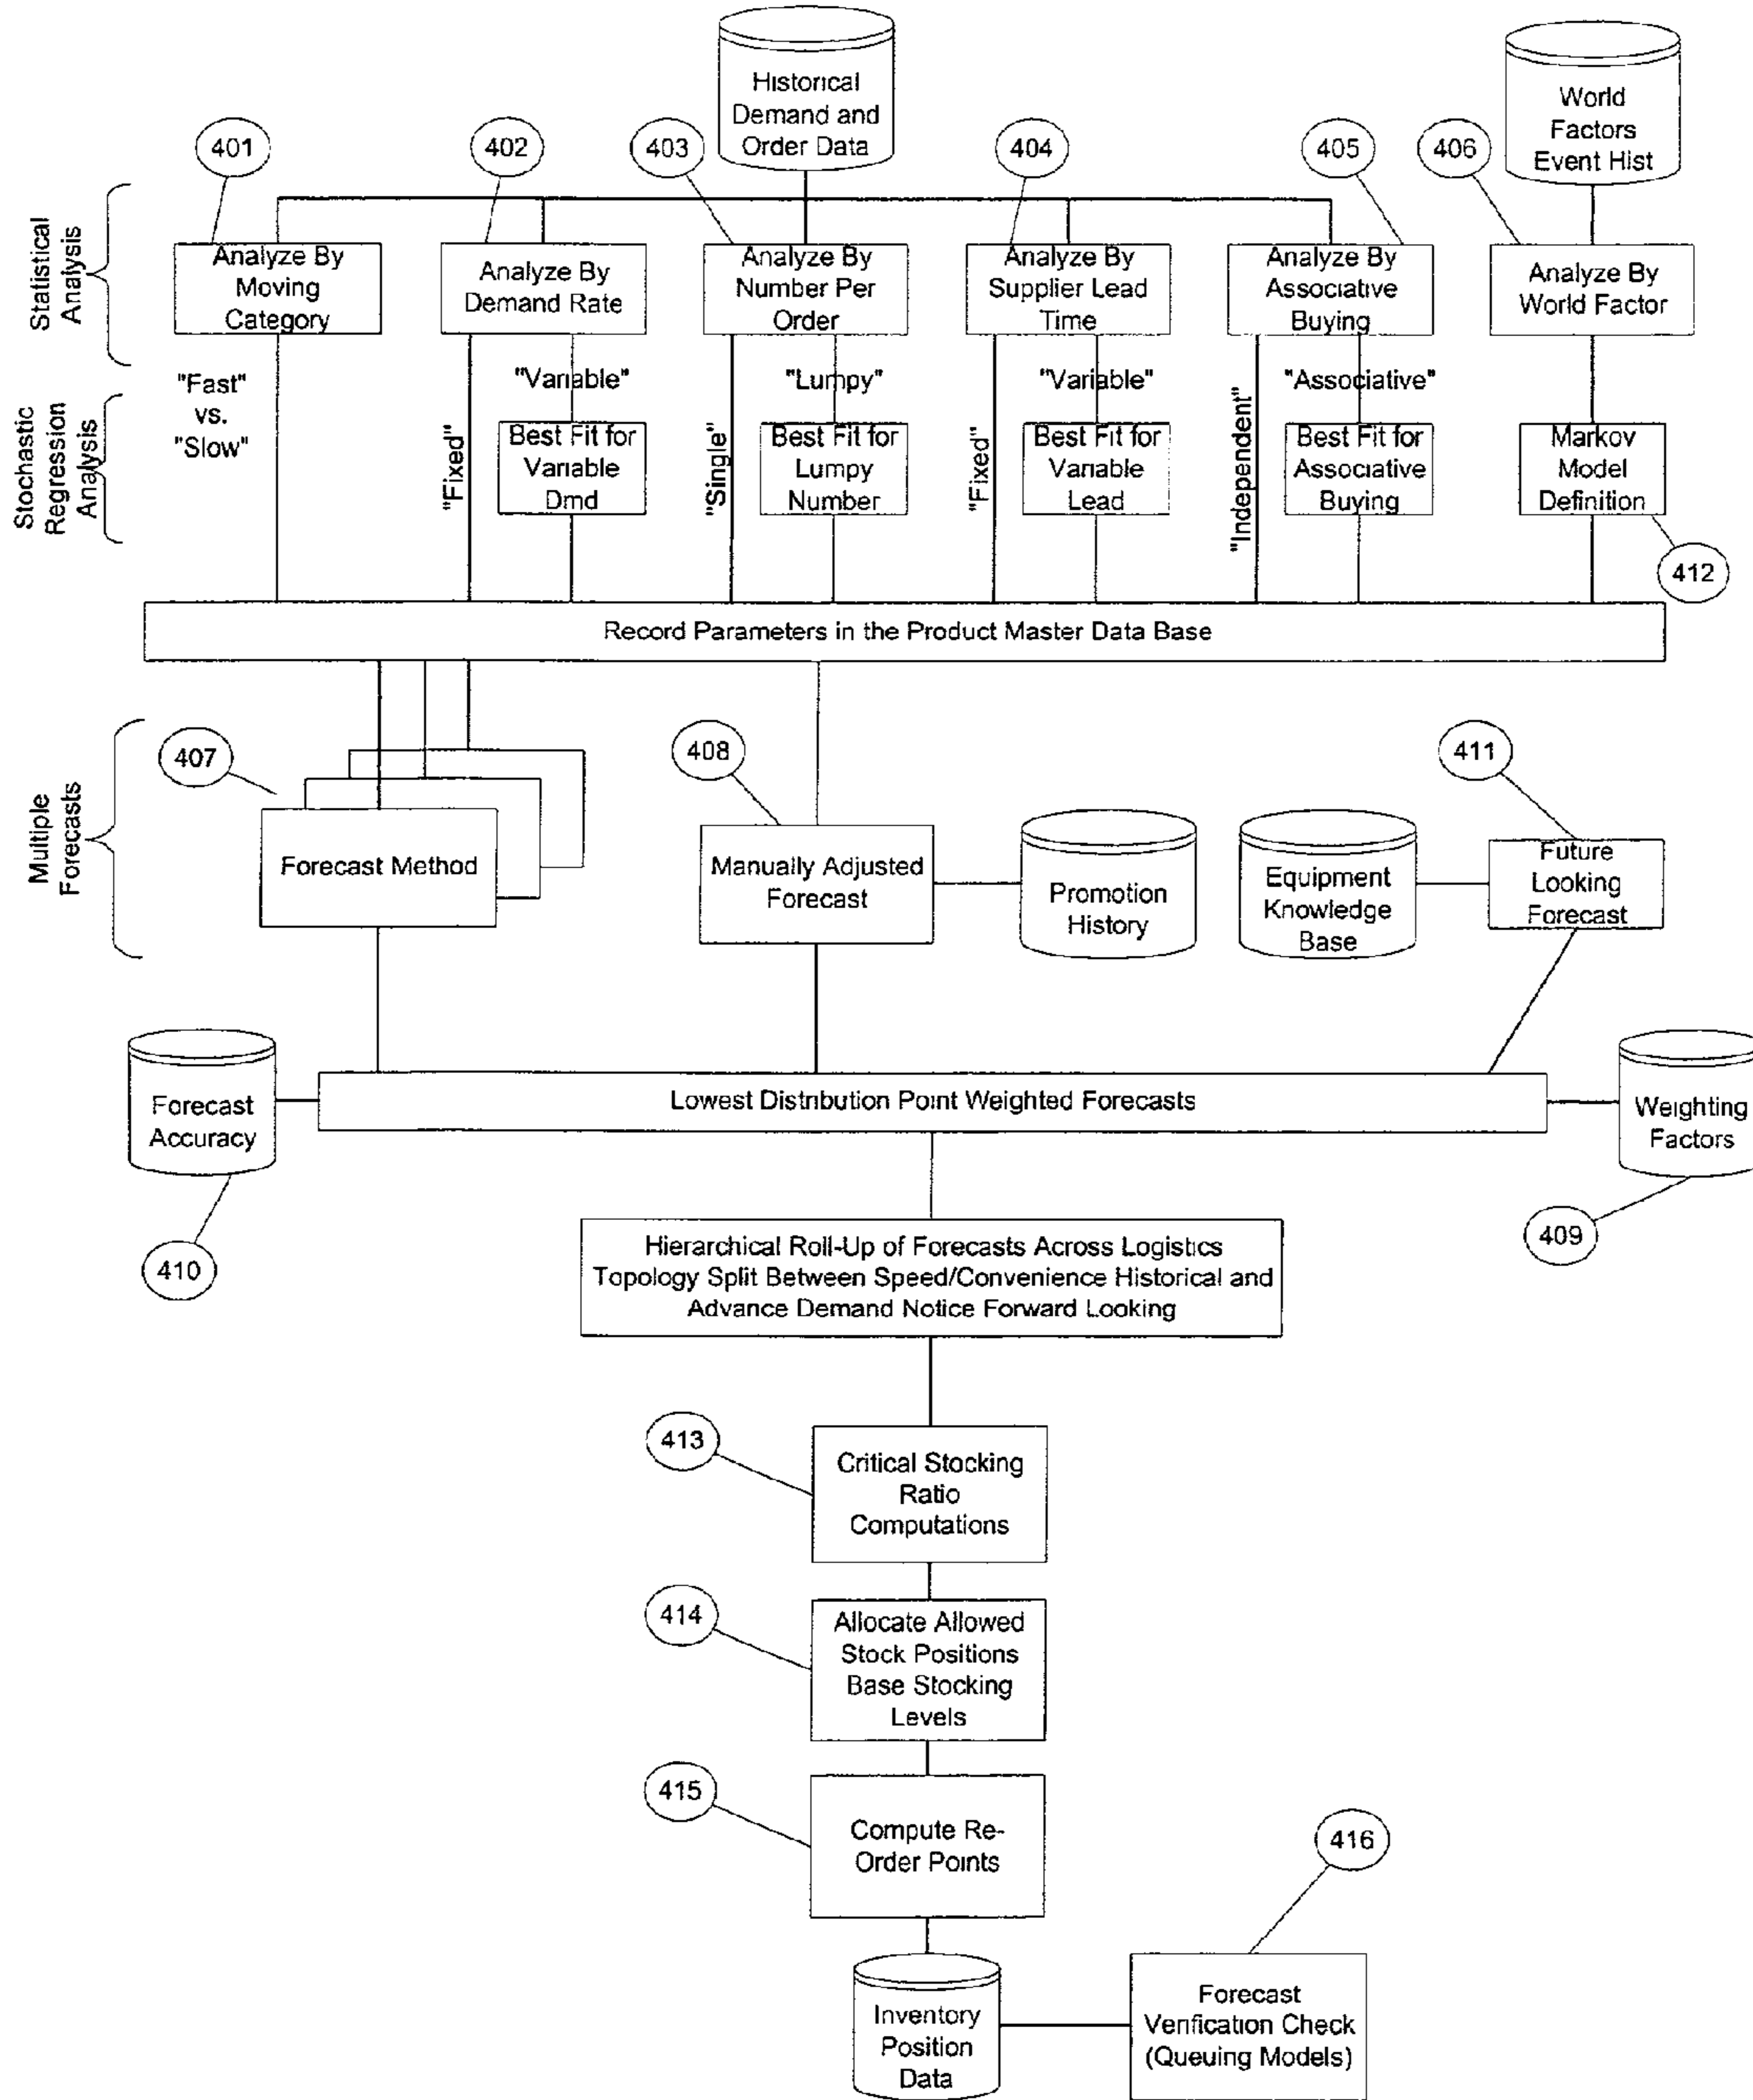 Historical
Demand and
Order Data
World
Factors
Event Hist
401
402
403
404
405
406
Statistical
Analysis
Analyze By
Moving
Category
Analyze By
Demand Rate
Analyze By
Number Per
Order
Analyze By
Supplier Lead
Time
Analyze By
Associative
Buying
Analyze By
World Factor
Stochastic
Regression
Analysis
"Fast"
vs.
"Slow"
"Fixed"
"Variable"
Best Fit for
Variable
Dmd
"Single"
"Lumpy"
Best Fit for
Lumpy
Number
"Fixed"
"Variable"
Best Fit for
Variable
Lead
"Independent"
"Associative"
Best Fit for
Associative
Buying
Markov
Model
Definition
412
Record Parameters in the Product Master Data Base
Multiple
Forecasts
407
Forecast Method
408
Manually Adjusted
Forecast
Promotion
History
Equipment
Knowledge
Base
411
Future
Looking
Forecast
Forecast
Accuracy
410
Lowest Distribution Point Weighted Forecasts
Weighting
Factors
409
Hierarchical Roll-Up of Forecasts Across Logistics
Topology Split Between Speed/Convenience Historical and
Advance Demand Notice Forward Looking
413
Critical Stocking
Ratio
Computations
414
Allocate Allowed
Stock Positions
Base Stocking
Levels
415
Compute Re-
Order Points
416
Inventory
Position
Data
Forecast
Verification Check
(Queuing Models)